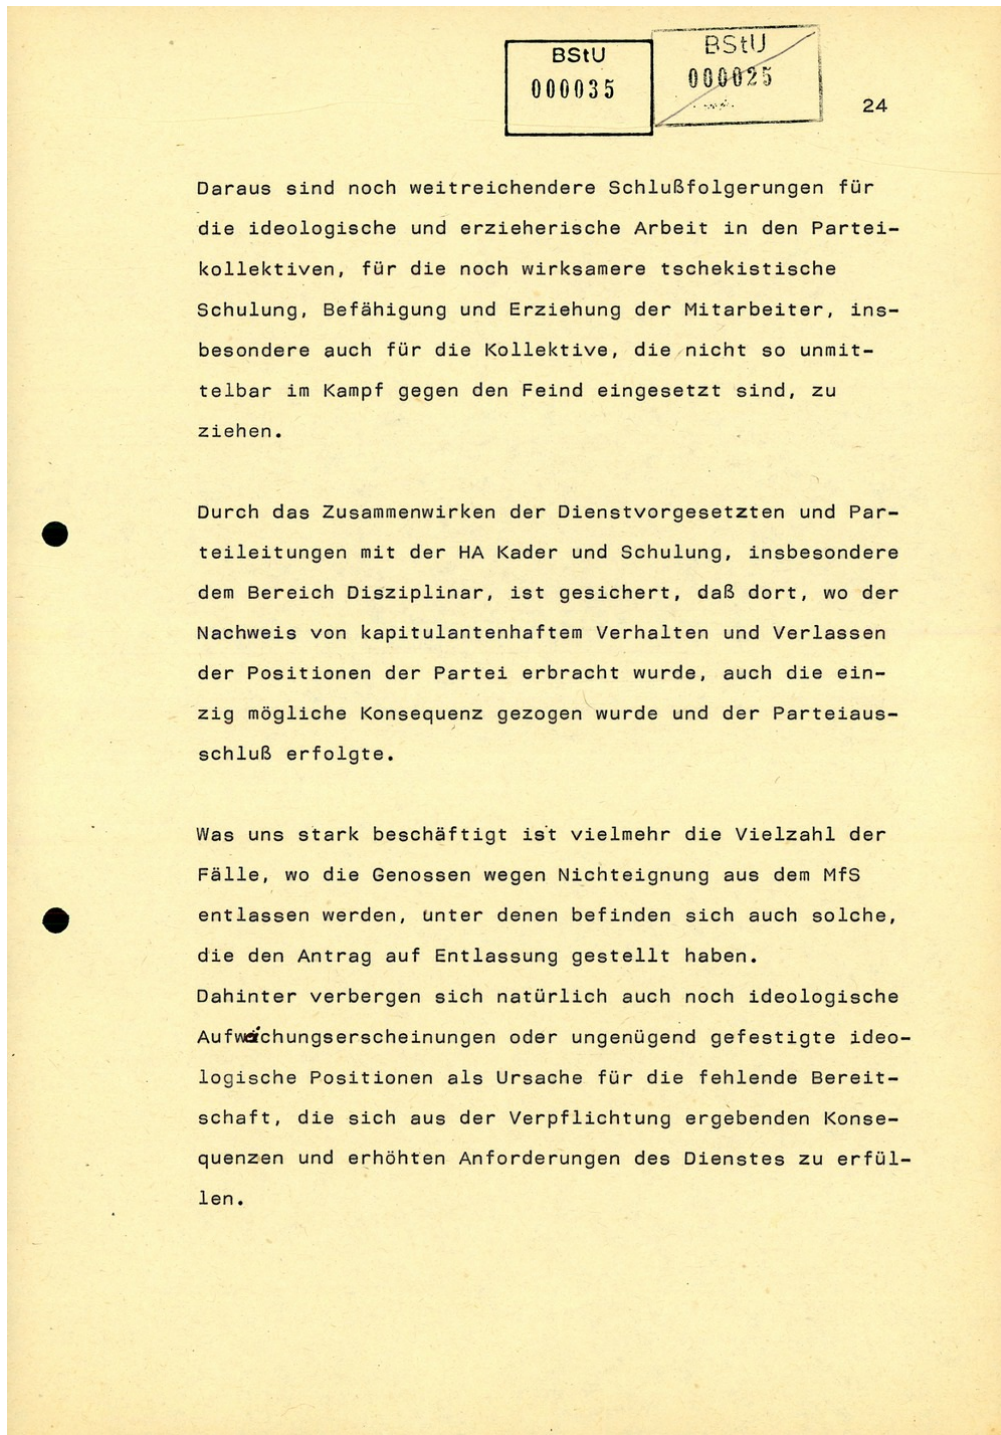 BStU
000035
BStU
000025
24
Daraus sind noch weitreichendere Schlußfolgerungen für
die ideologische und erzieherische Arbeit in den Partei-
kollektiven, für die noch wirksamere tschekistische
Schulung, Befähigung und Erziehung der Mitarbeiter, ins-
besondere auch für die Kollektive, die nicht so unmit-
telbar im Kampf gegen den Feind eingesetzt sind, zu
ziehen.
Durch das Zusammenwirken der Dienstvorgesetzten und Par-
teileitungen mit der HA Kader und Schulung, insbesondere
dem Bereich Disziplinar, ist gesichert, daß dort, wo der
Nachweis von kapitulantenhaftem Verhalten und Verlassen
der Positionen der Partei erbracht wurde, auch die ein-
zig mögliche Konsequenz gezogen wurde und der Parteiaus-
schluß erfolgte.
Was uns stark beschäftigt ist vielmehr die Vielzahl der
Fälle, wo die Genossen wegen Nichteignung aus dem MfS
entlassen werden, unter denen befinden sich auch solche,
die den Antrag auf Entlassung gestellt haben.
Dahinter verbergen sich natürlich auch noch ideologische
Aufweichungserscheinungen oder ungenügend gefestigte ideo-
logische Positionen als Ursache für die fehlende Bereit-
schaft, die sich aus der Verpflichtung ergebenden Konse-
quenzen und erhöhten Anforderungen des Dienstes zu erfül-
len.